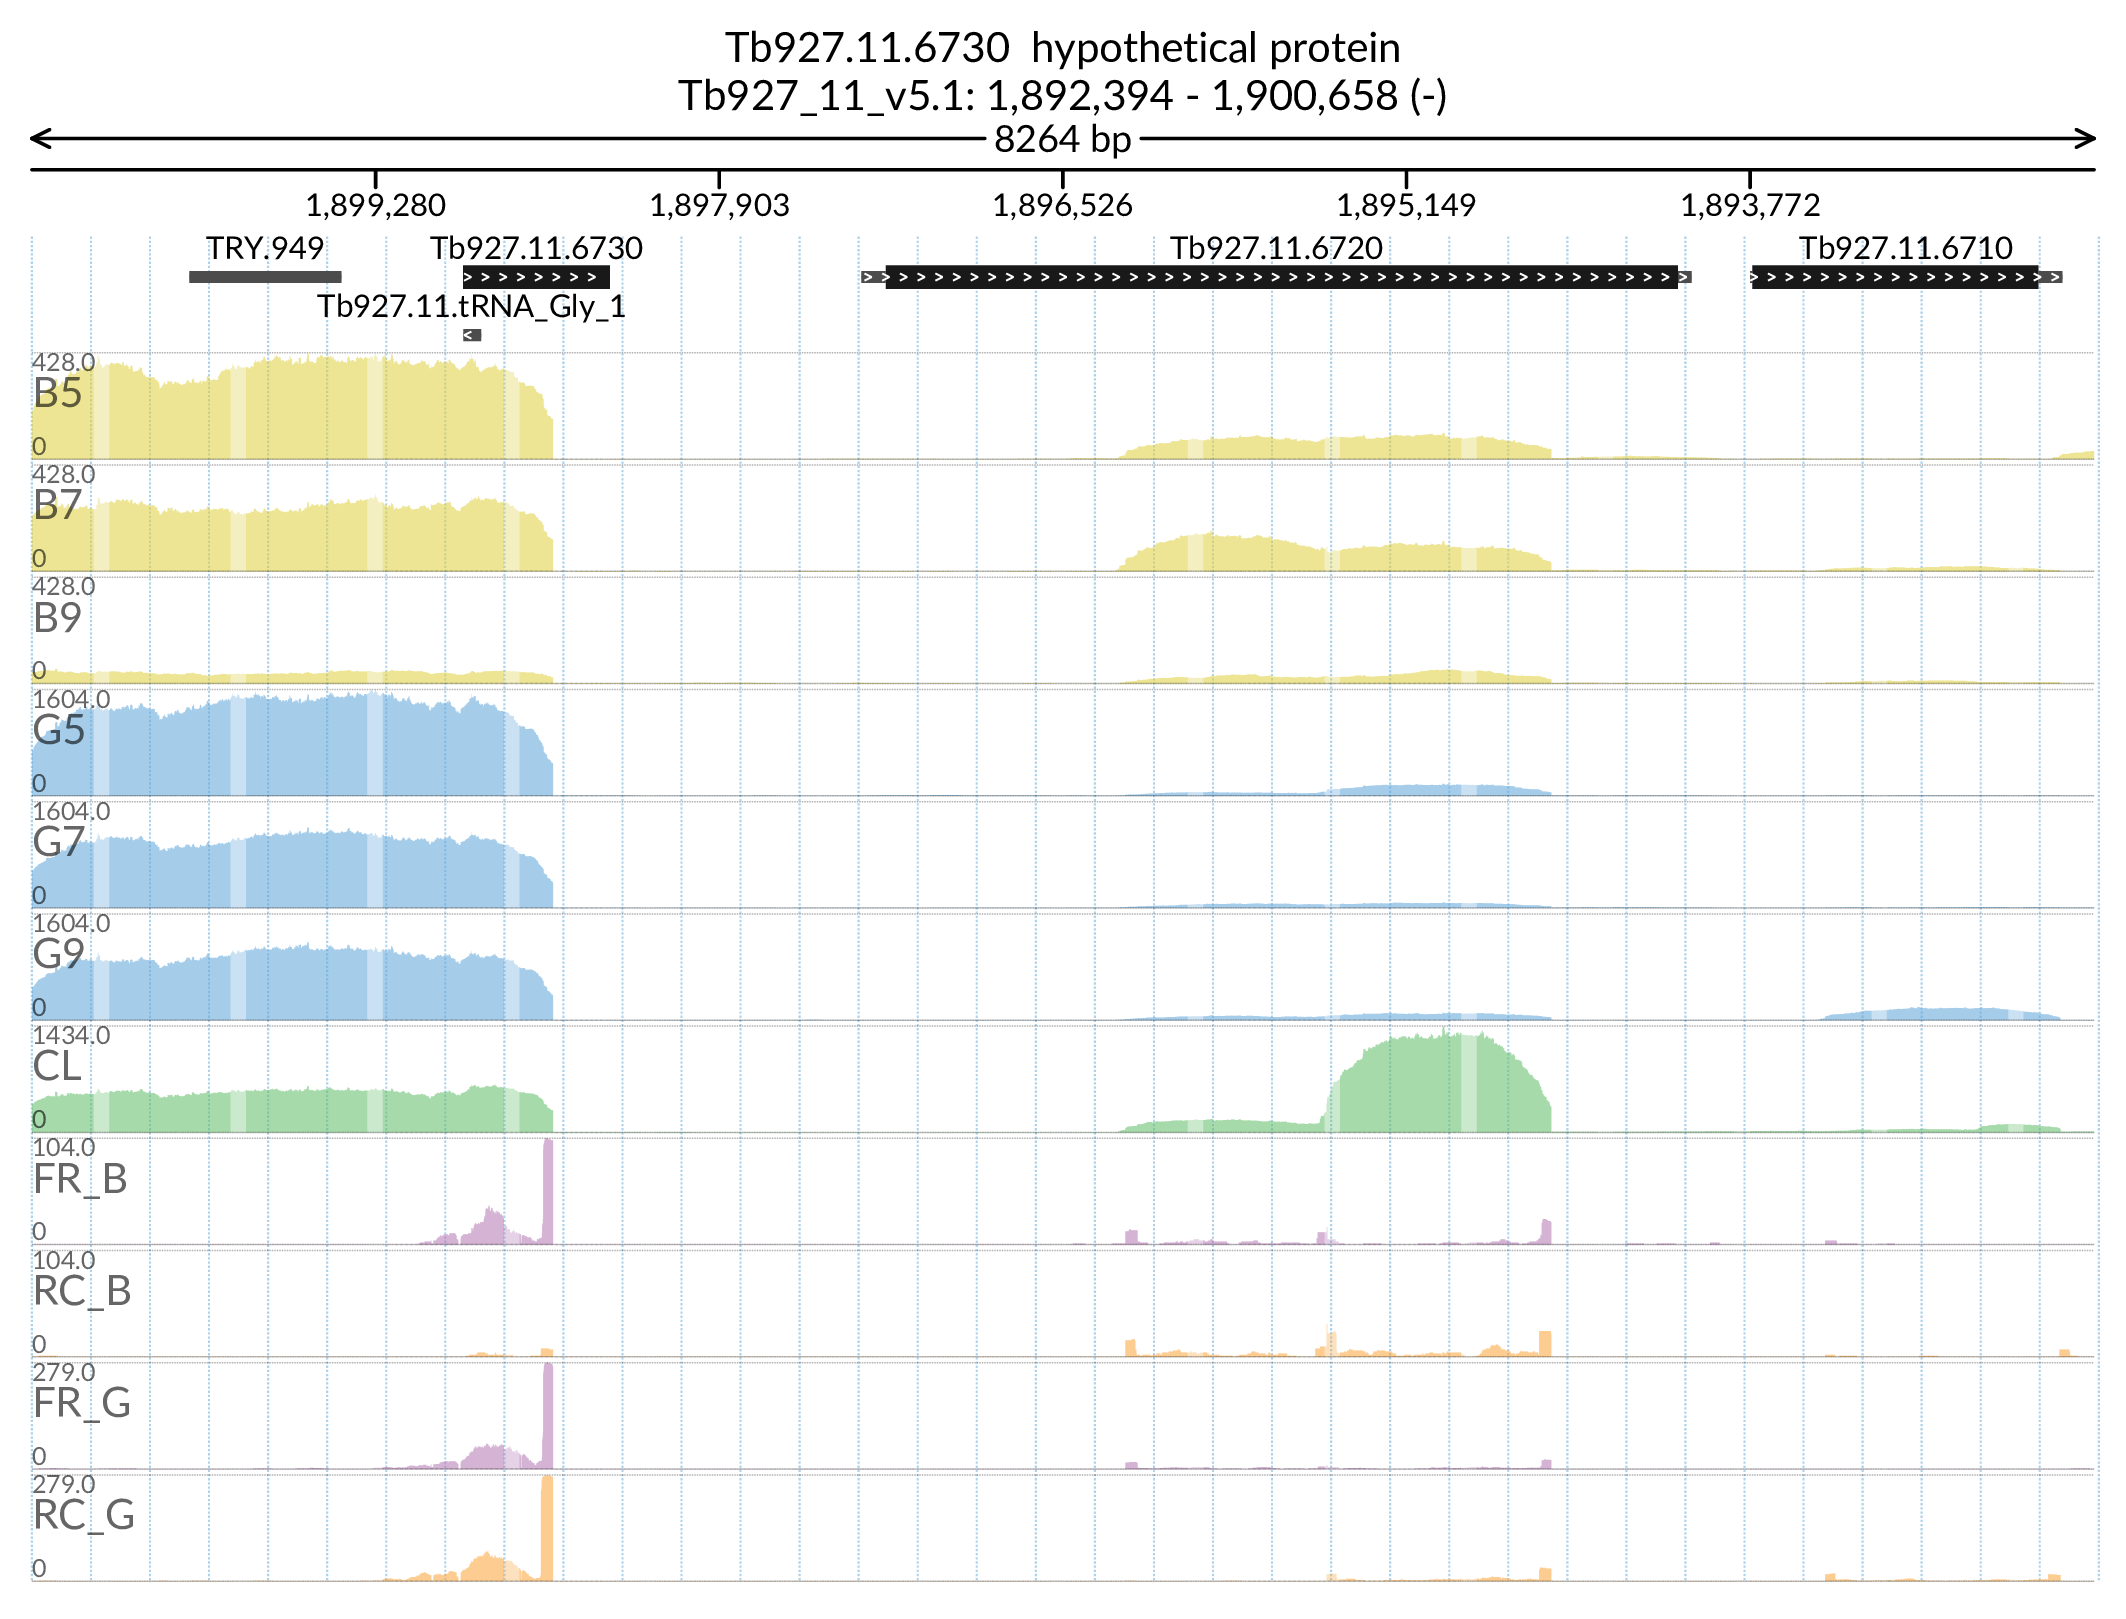 Tb927.11.6730 hypothetical protein
Tb927_11_v5.1: 1,892,394 - 1,900,658 (-)
8264 bp
1,899,280 1,897,903 1,896,526 1,895,149 1,893,772
TRY.949 Tb927.11.6730 Tb927.11.6720 Tb927.11.6710
Tb927.11.tRNA_Gly_1
428.0
B5
0
428.0
B7
0
428.0
B9
0
1604.0
G5
0
1604.0
G7
0
1604.0
G9
0
1434.0
CL
0
104.0
FR_B
0
104.0
RC_B
0
279.0
FR_G
0
279.0
RC_G
0